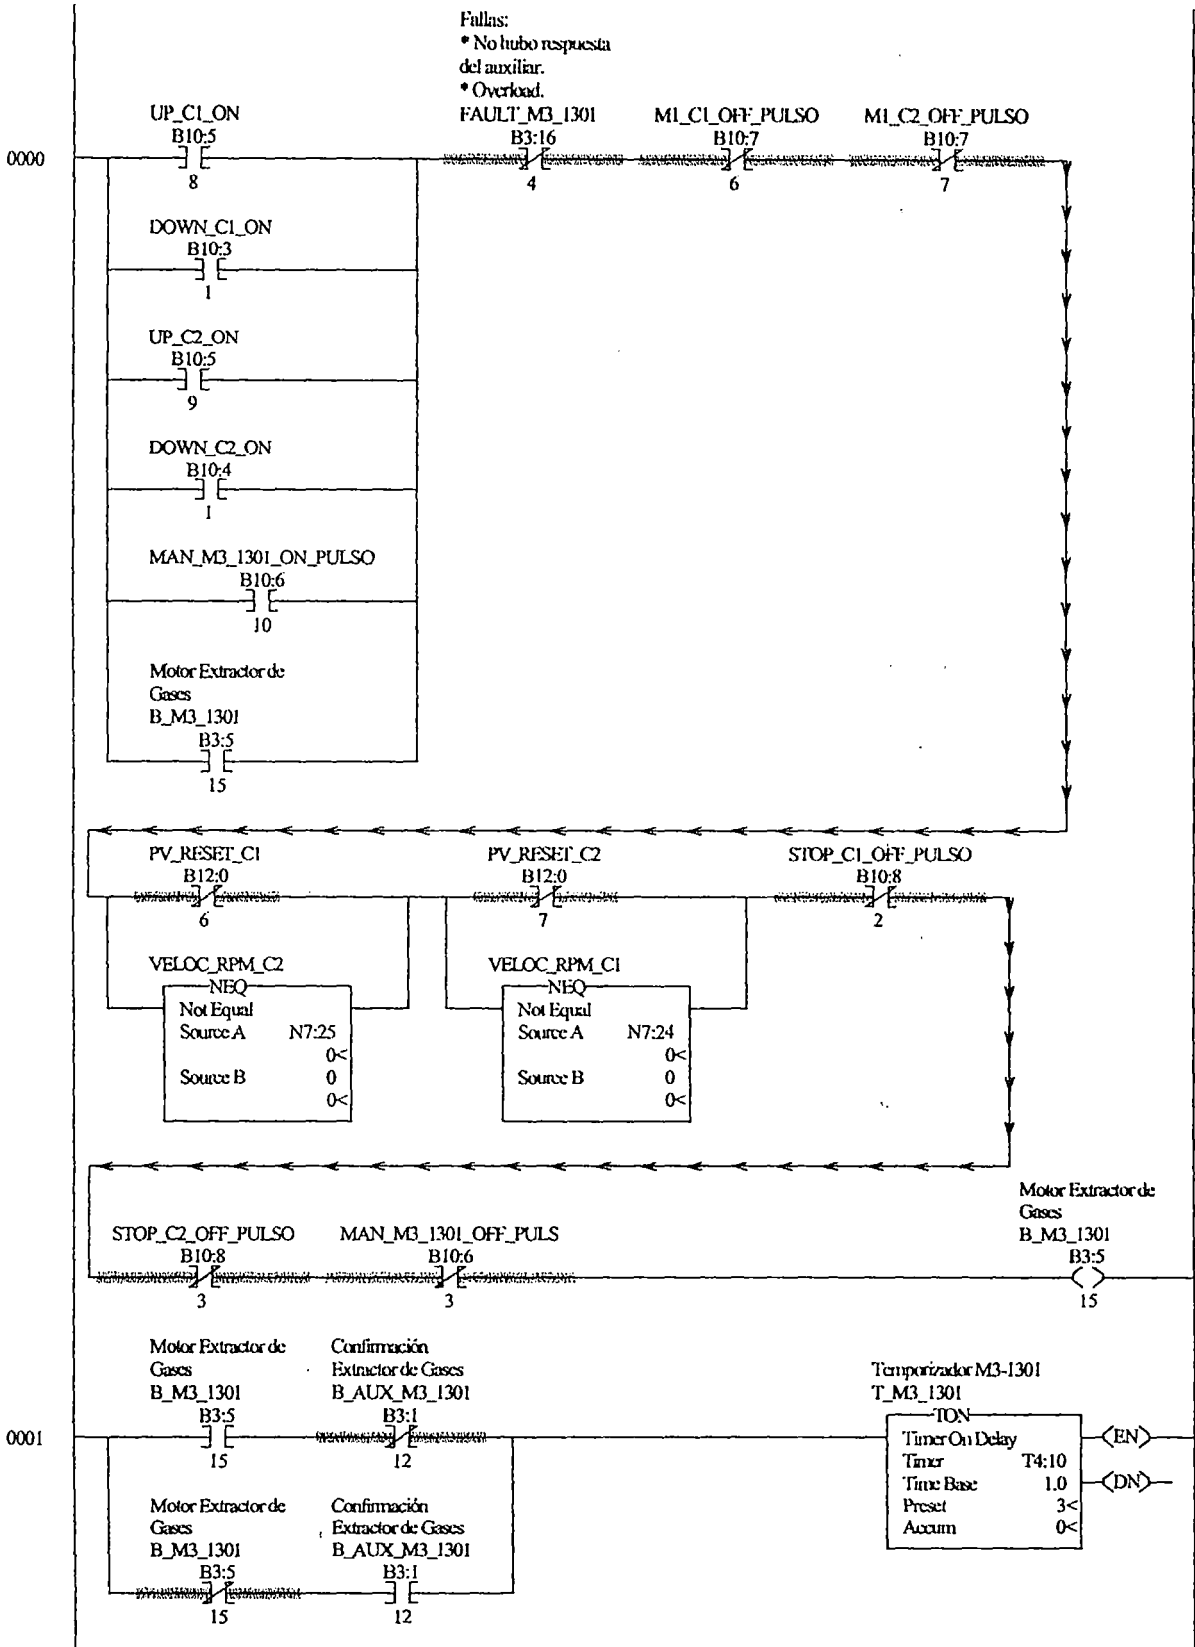 Fallas:
* No hubo respuesta
del auxiliar.
* Overload.
UP_C1_ON
B10:5
8
FAULT_M3_1301
B3:16
4
M1_C1_OFF_PULSO
B10:7
6
M1_C2_OFF_PULSO
B10:7
7
0000
DOWN_C1_ON
B10:3
1
UP_C2_ON
B10:5
9
DOWN_C2_ON
B10:4
1
MAN_M3_1301_ON_PULSO
B10:6
10
Motor Extractor de
Gases
B_M3_1301
B3:5
15
PV_RESET_C1
B12:0
6
PV_RESET_C2
B12:0
7
STOP_C1_OFF_PULSO
B10:8
2
VELOC_RPM_C2
NEQ
Not Equal
Source A N7:25
0<
Source B 0
0<
VELOC_RPM_C1
NEQ
Not Equal
Source A N7:24
0<
Source B 0
0<
STOP_C2_OFF_PULSO
B10:8
3
MAN_M3_1301_OFF_PULS
B10:6
3
Motor Extractor de
Gases
B_M3_1301
B3:5
15
0001
Motor Extractor de
Gases
B_M3_1301
B3:5
15
Confirmación
Extractor de Gases
B_AUX_M3_1301
B3:1
12
Temporizador M3-1301
T_M3_1301
TON
Timer On Delay
Timer T4:10
Time Base 1.0
Preset 3<
Accum 0<
EN
DN
Motor Extractor de
Gases
B_M3_1301
B3:5
15
Confirmación
Extractor de Gases
B_AUX_M3_1301
B3:1
12